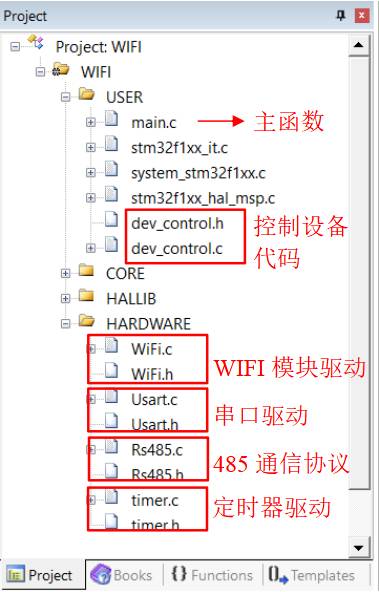 Project
Project: WIFI
WIFI
USER
main.c
主函数
stm32f1xx_it.c
system_stm32f1xx.c
stm32f1xx_hal_msp.c
dev_control.h
控制设备
dev_control.c
代码
CORE
HALLIB
HARDWARE
WiFi.c
WiFi.h
WIFI 模块驱动
Usart.c
Usart.h
串口驱动
Rs485.c
Rs485.h
485 通信协议
timer.c
timer.h
定时器驱动
Project
Books
{} Functions
Templates